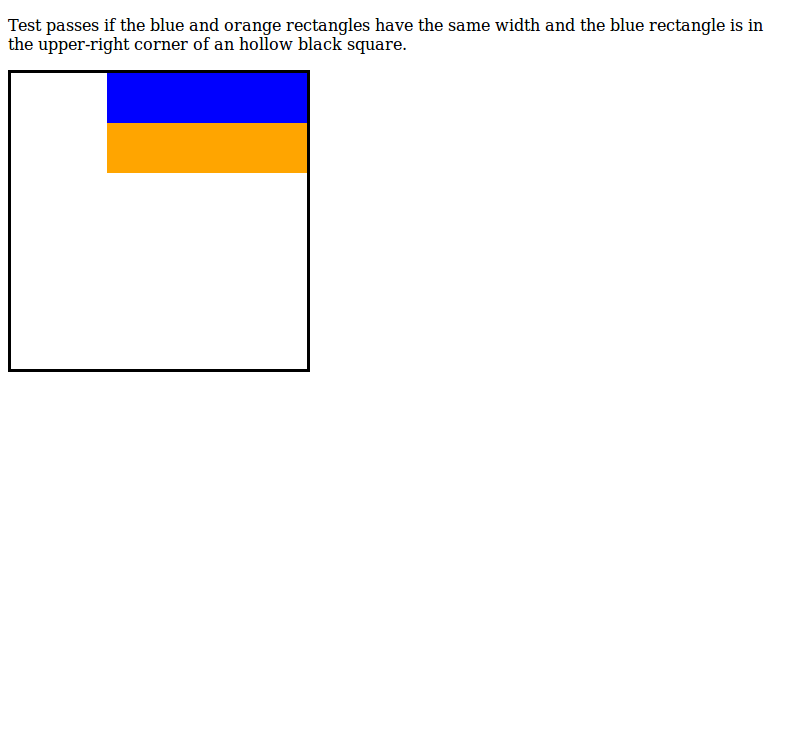 Test passes if the blue and orange rectangles have the same width and the blue rectangle is in
the upper-right corner of an hollow black square.